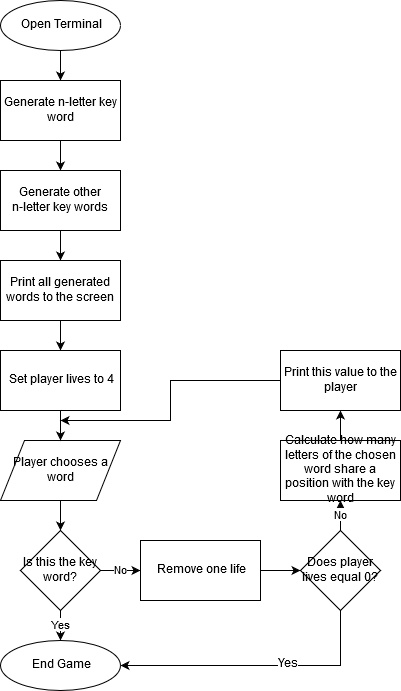 Open Terminal
Generate n-letter key
word
Generate other
n-letter key words
Print all generated
words to the screen
Set player lives to 4
Print this value to the
player
Player chooses a
word
Calculate how many
letters of the chosen
word share a
position with the key
word
No
Is this the key
word?
No
Remove one life
Does player
lives equal 0?
Yes
End Game
Yes